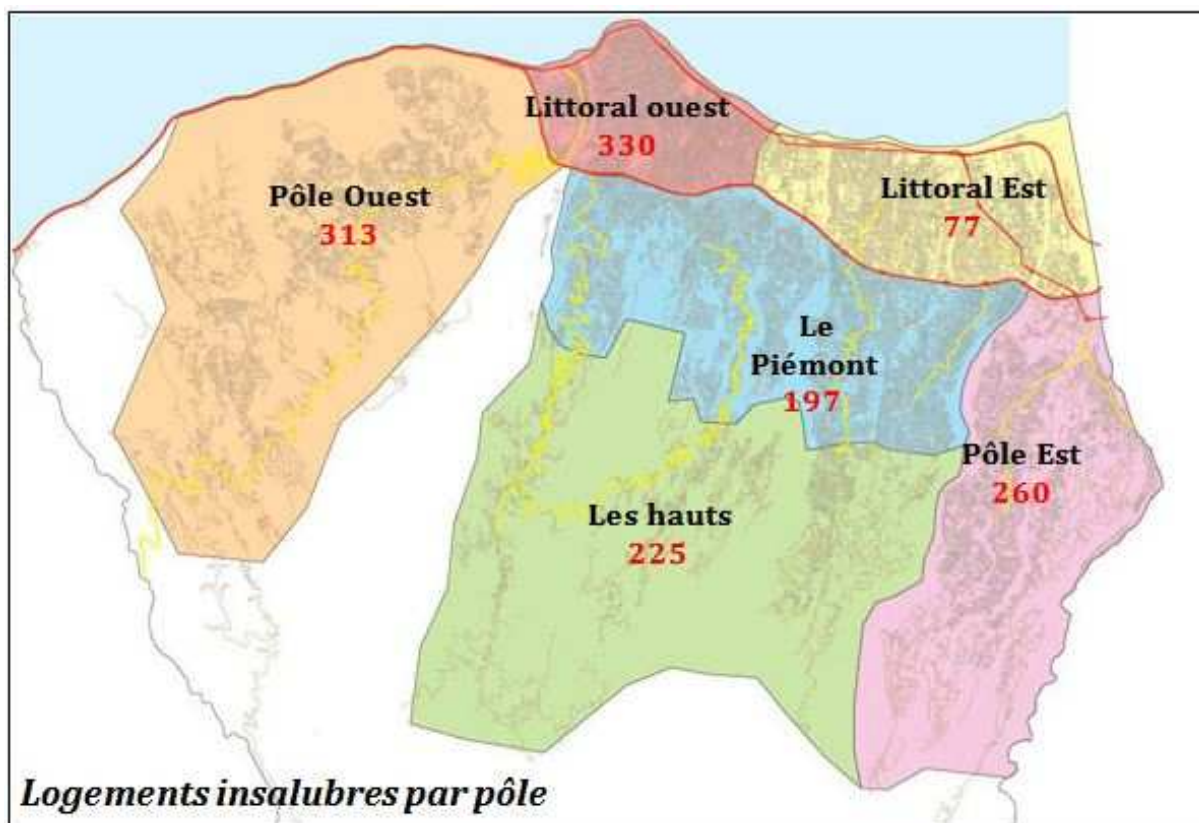 Littoral ouest
330
Pôle Ouest
313
Littoral Est
77
Le
Piémont
197
Pôle Est
260
Les hauts
225
Logements insalubres par pôle